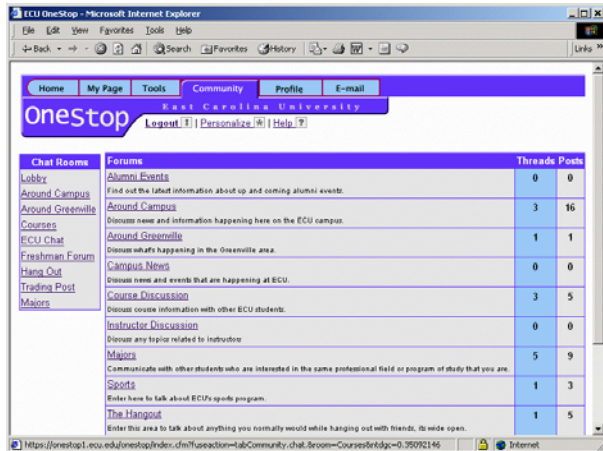 ECU OneStop - Microsoft Internet Explorer
File Edit View Favorites Tools Help
Back Search Favorites History Links »
Home My Page Tools Community Profile E-mail
East Carolina University
OneStop
Logout | Personalize | Help ?
Chat Rooms
Lobby
Around Campus
Around Greenville
Courses
ECU Chat
Freshman Forum
Hang Out
Trading Post
Majors
Forums Threads Posts
Alumni Events 0 0
Find out the latest information about up and coming alumni events.
Around Campus 3 16
Discuss news and information happening here on the ECU campus.
Around Greenville 1 1
Discuss what's happening in the Greenville area.
Campus News 0 0
Discuss news and events that are happening at ECU.
Course Discussion 3 5
Discuss course information with other ECU students.
Instructor Discussion 0 0
Discuss any topics related to instructors
Majors 5 9
Communicate with other students who are interested in the same professional field or program of study that you are.
Sports 1 3
Enter here to talk about ECU's sports program.
The Hangout 1 5
Enter this area to talk about anything you normally would while hanging out with friends, its wide open.
https://onestop1.ecu.edu/onestop/index.cfm?fuseaction=tabCommunity.chat.&room=Courses&ntdgc=0.35092146 Internet